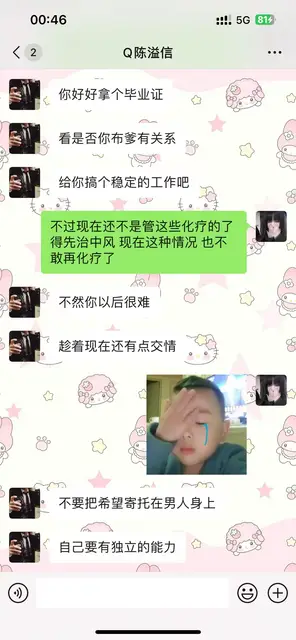 00:46
5G
81
2
Q陈溢信
你好好拿个毕业证
看是否你布爹有关系
给你搞个稳定的工作吧
不过现在还不是管这些化疗的了
得先治中风 现在这种情况 也不
敢再化疗了
不然你以后很难
趁着现在还有点交情
不要把希望寄托在男人身上
自己要有独立的能力